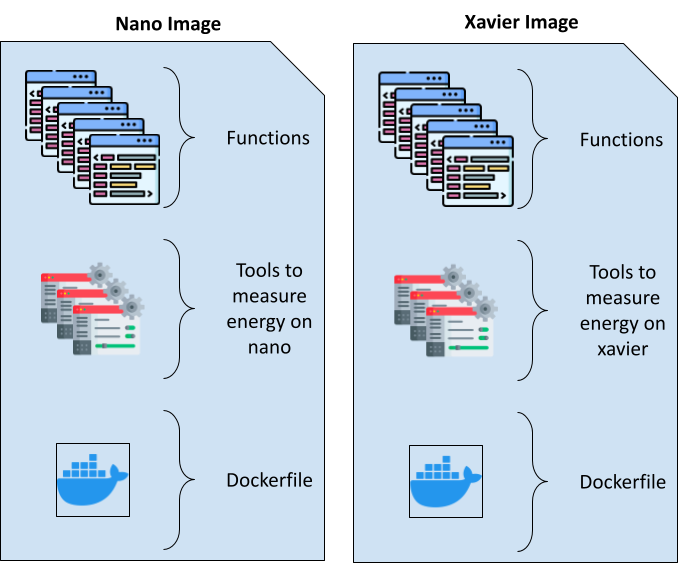 Nano Image
Functions
Tools to
measure
energy on
nano
Dockerfile
Xavier Image
Functions
Tools to
measure
energy on
xavier
Dockerfile